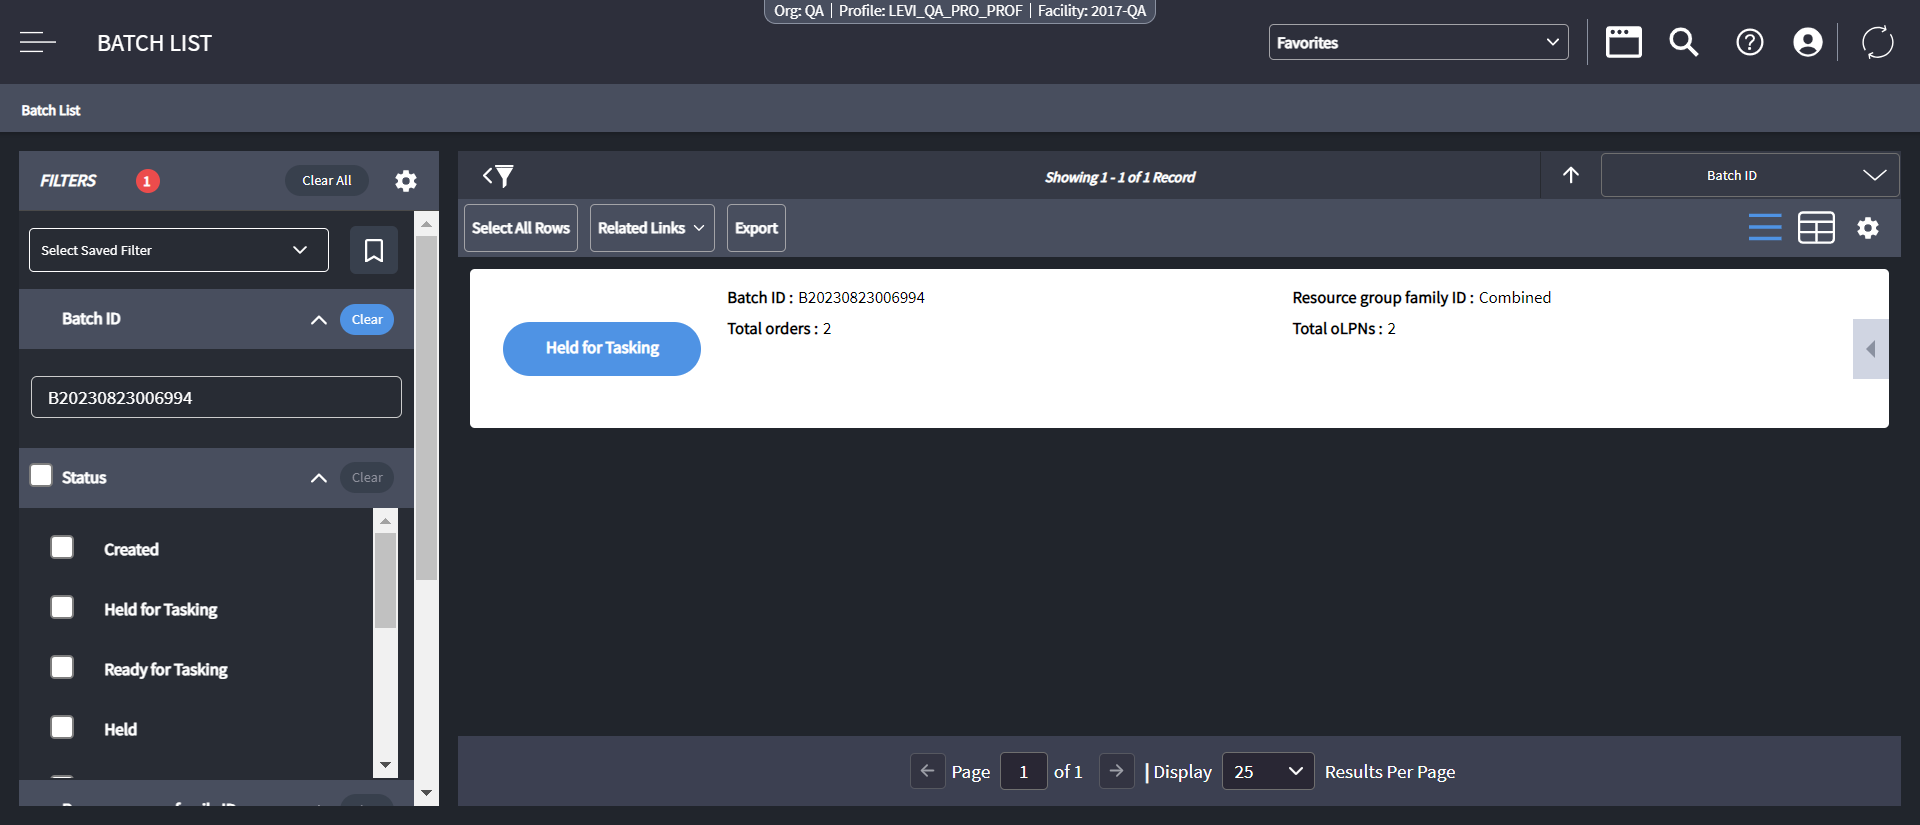 Org: QA | Profile: LEVI_QA_PRO_PROF | Facility: 2017-QA
BATCH LIST
Favorites
Batch List
FILTERS
1
Clear All
Select Saved Filter
Batch ID
Clear
B20230823006994
Status
Clear
Created
Held for Tasking
Ready for Tasking
Held
Showing 1 - 1 of 1 Record
Batch ID
Select All Rows
Related Links
Export
Held for Tasking
Batch ID : B20230823006994
Resource group family ID : Combined
Total orders : 2
Total oLPNs : 2
Page 1 of 1 | Display 25 Results Per Page